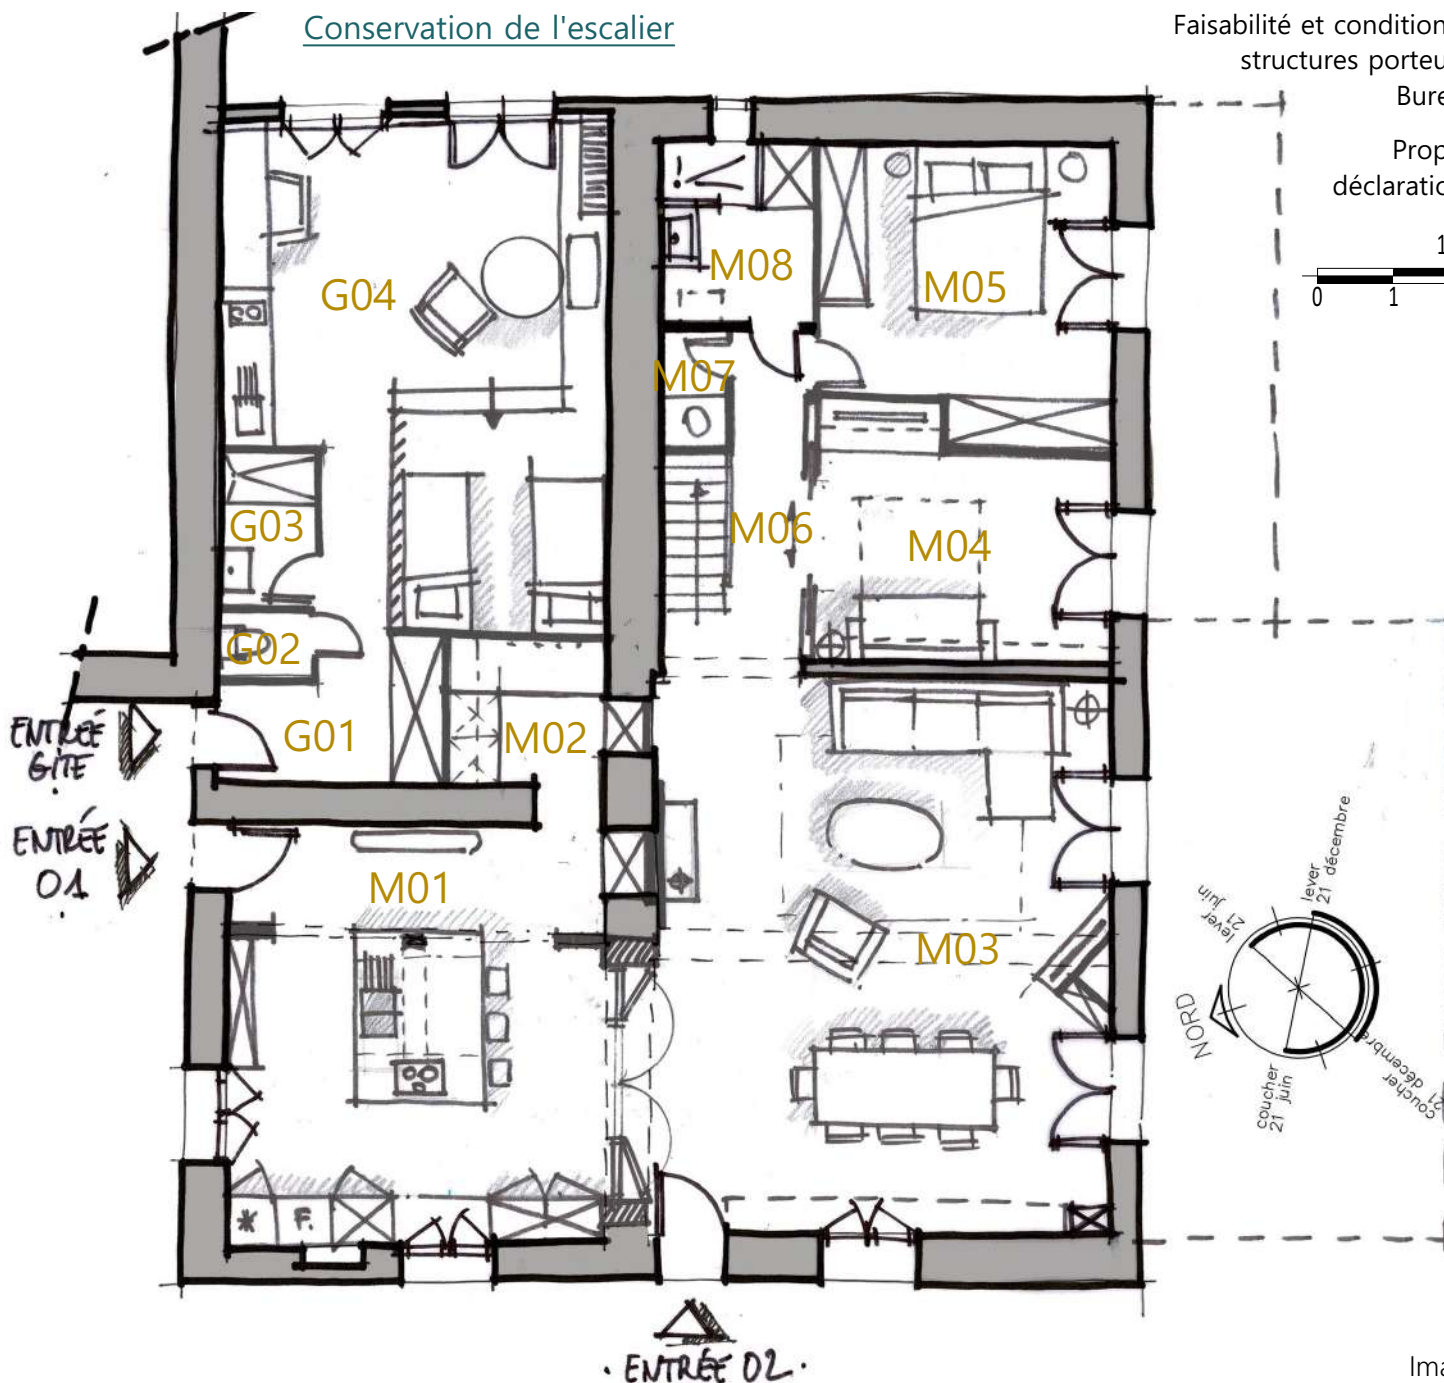 Conservation de l'escalier
Faisabilité et condition
structures porteu
Bure
Prop
déclaratio
1
0 1
G04
M08
M05
M07
G03
M06
M04
G02
G01
M02
ENTREÉ
GÎTE
ENTRÉE
01
M01
M03
lever
21 décembre
lever
21 juin
NORD
coucher
21 juin
coucher
21 décembre
* F.
ENTRÉE 02
Ima